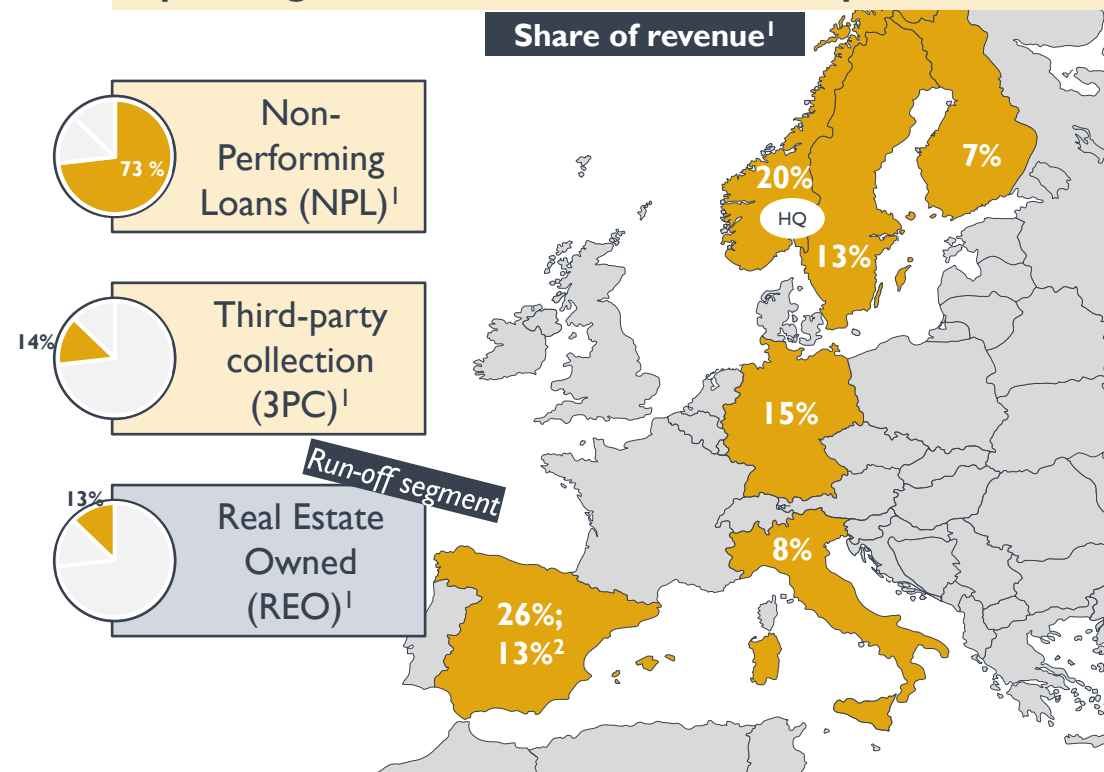 Share of revenue¹
Non-
Performing
Loans (NPL)¹
73 %
Third-party
collection
(3PC)¹
14%
Run-off segment
Real Estate
Owned
(REO)¹
13%
7%
20%
HQ
13%
15%
8%
26%;
13%²